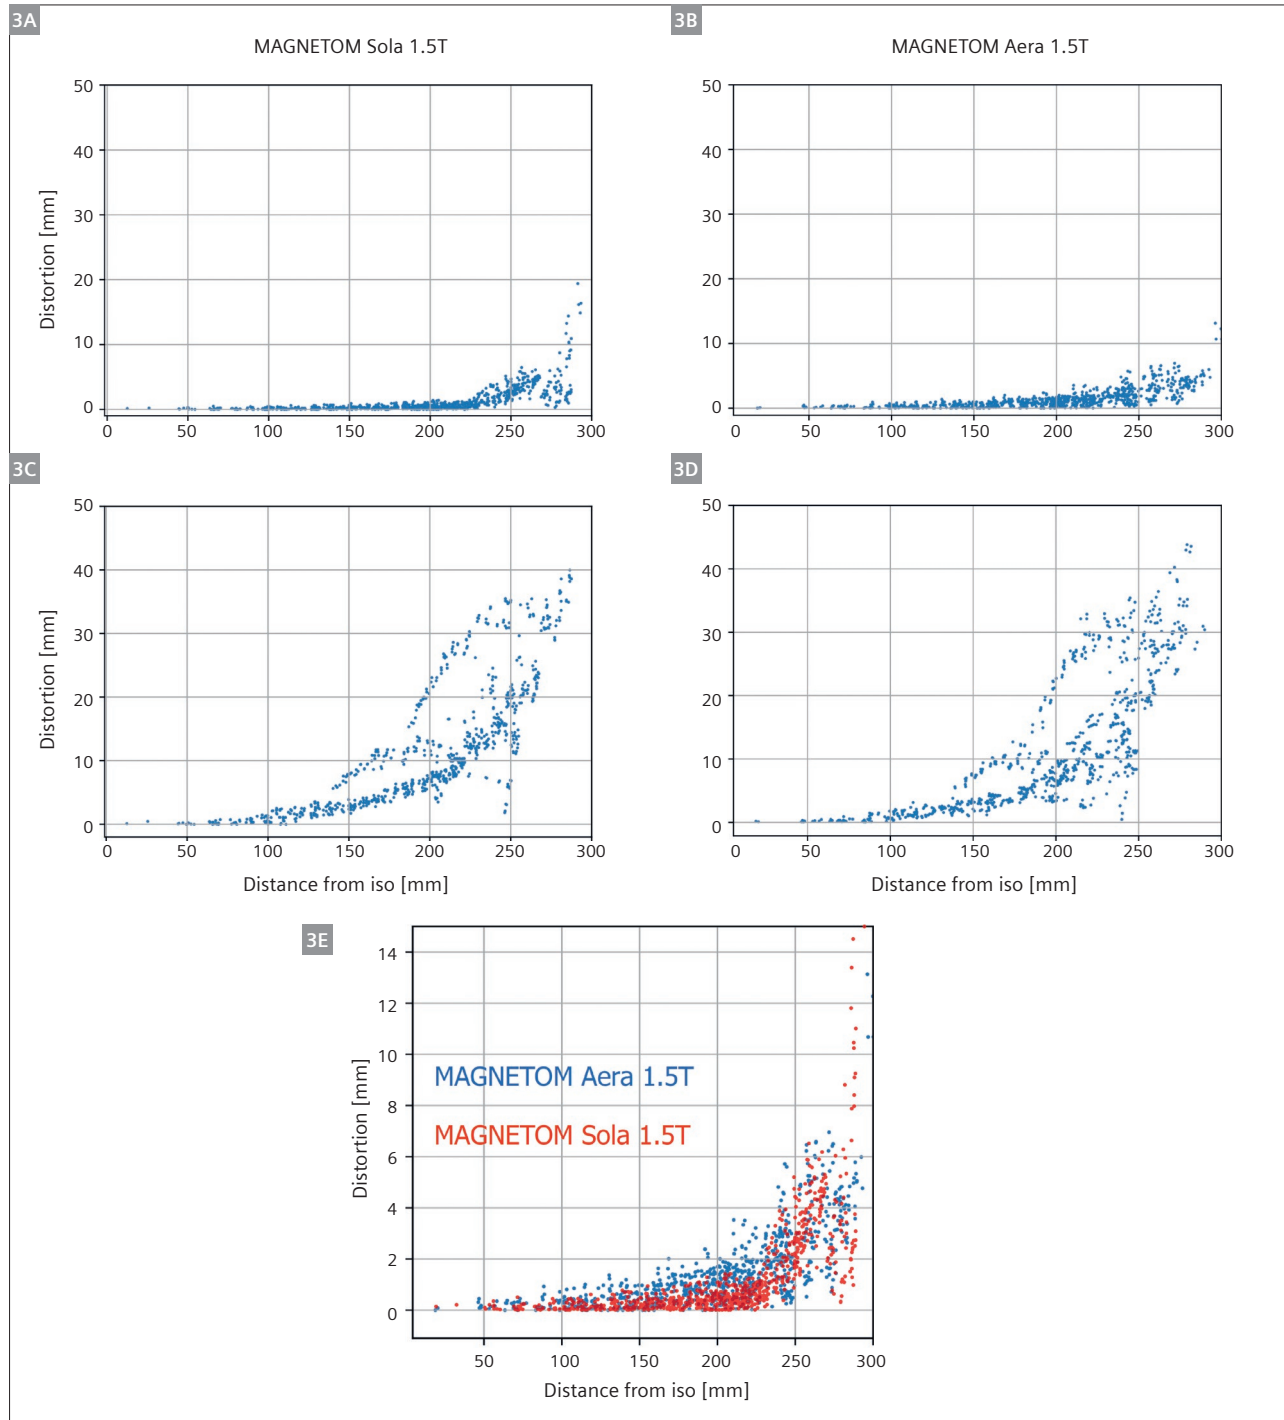 3A
MAGNETOM Sola 1.5T
50
40
30
20
10
0
Distortion [mm]
0 50 100 150 200 250 300
3B
MAGNETOM Aera 1.5T
50
40
30
20
10
0
0 50 100 150 200 250 300
3C
50
40
30
20
10
0
Distortion [mm]
0 50 100 150 200 250 300
Distance from iso [mm]
3D
50
40
30
20
10
0
0 50 100 150 200 250 300
Distance from iso [mm]
3E
14
12
10
8
6
4
2
0
Distortion [mm]
MAGNETOM Aera 1.5T
MAGNETOM Sola 1.5T
50 100 150 200 250 300
Distance from iso [mm]